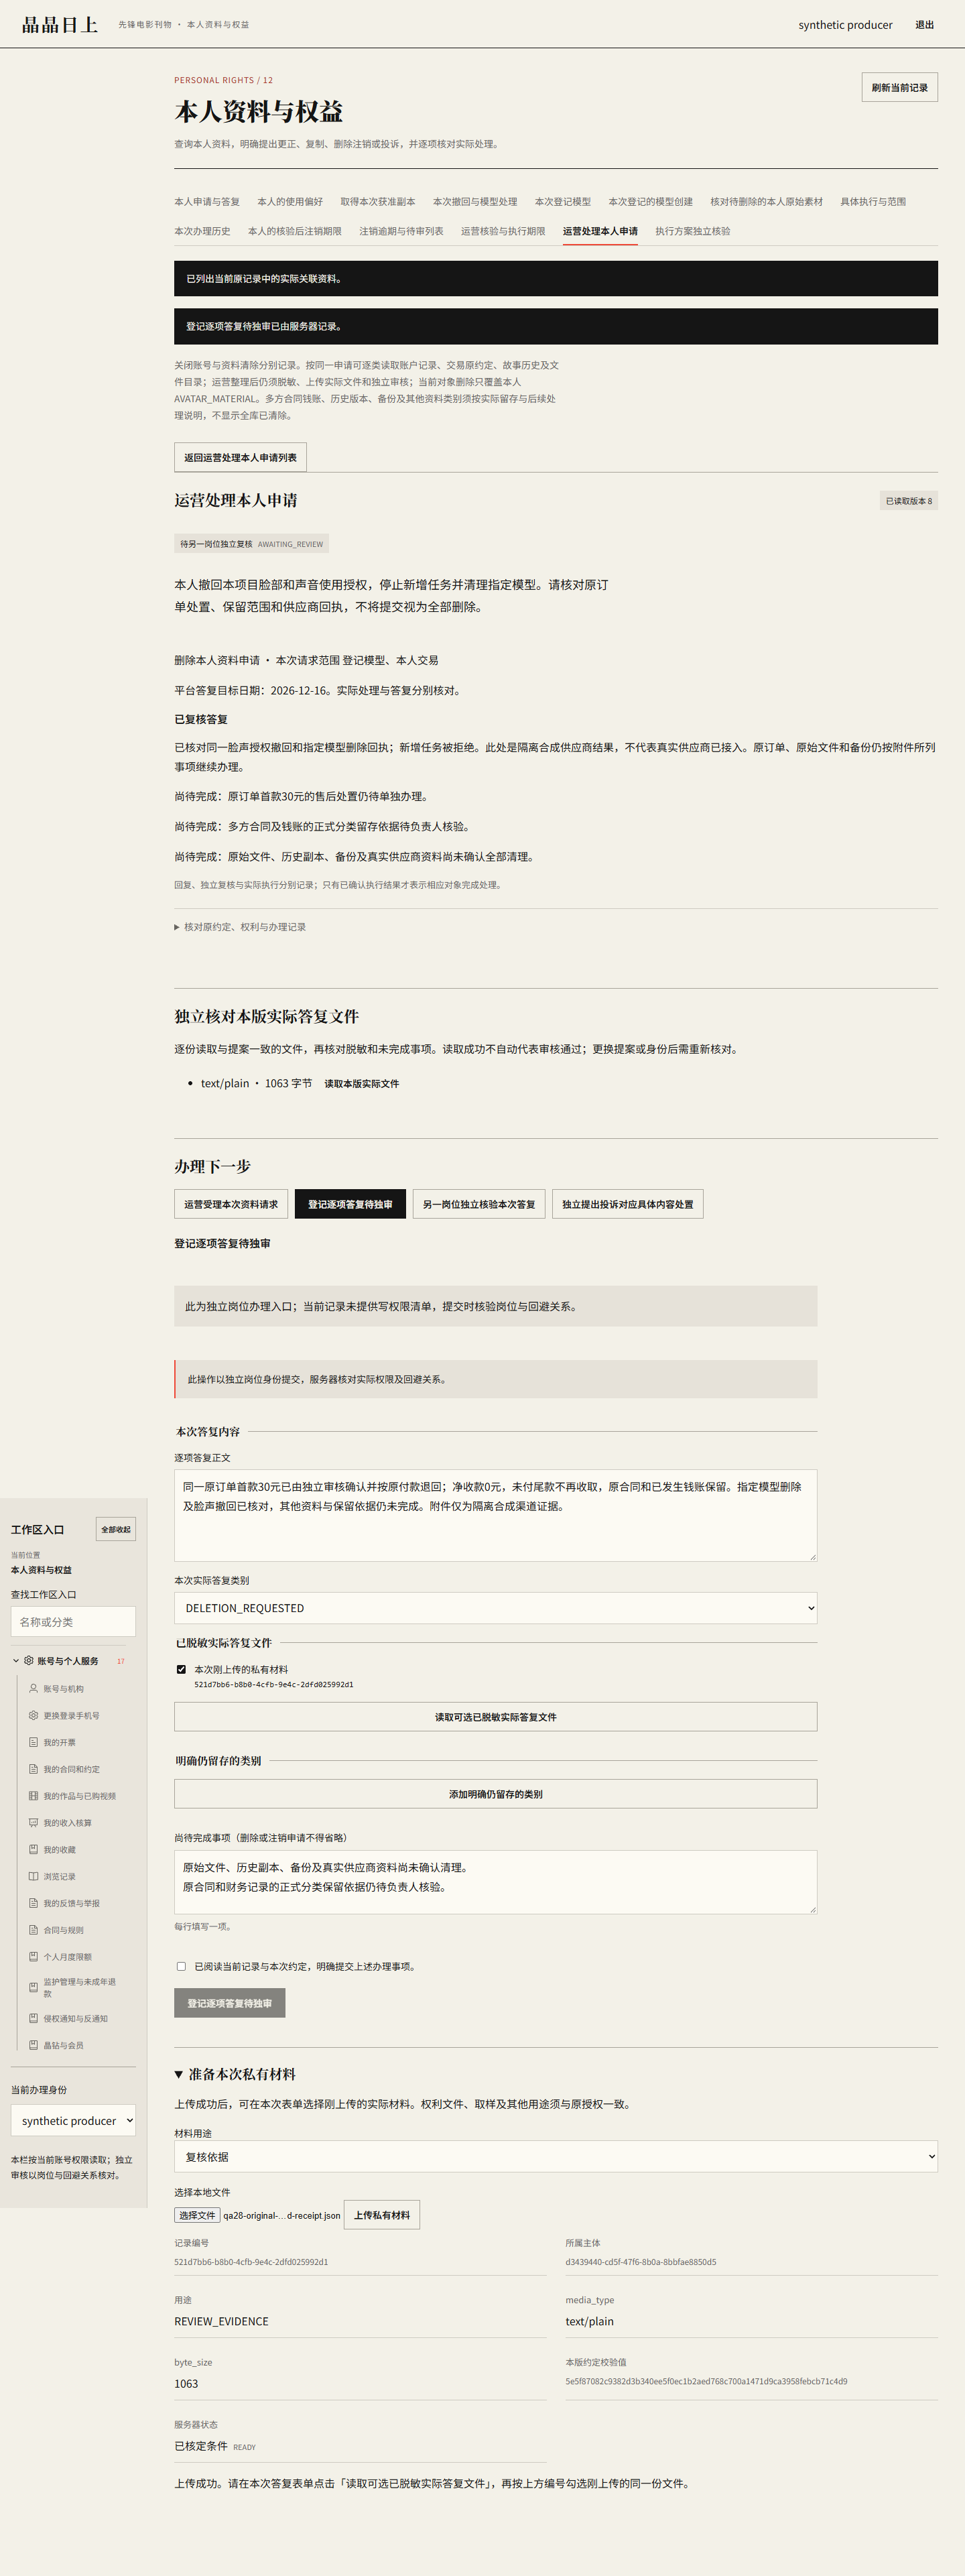 晶晶日上
先锋电影刊物 · 本人资料与权益
synthetic producer
退出
PERSONAL RIGHTS / 12
本人资料与权益
刷新当前记录
查询本人资料，明确提出更正、复制、删除注销或投诉，并逐项核对实际处理。
本人申请与答复 本人的使用偏好 取得本次获准副本 本次撤回与模型处理 本次登记模型 本次登记的模型创建 核对待删除的本人原始素材 具体执行与范围
本次办理历史 本人的核验后注销期限 注销逾期与待审列表 运营核验与执行期限 运营处理本人申请 执行方案独立核验
已列出当前原记录中的实际关联资料。
登记逐项答复待独审已由服务器记录。
关闭账号与资料清除分别记录。按同一申请可逐类读取账户记录、交易原约定、故事历史及文
件目录；运营整理后仍须脱敏、上传实际文件和独立审核；当前对象删除只覆盖本人
AVATAR_MATERIAL。多方合同钱账、历史版本、备份及其他资料类别须按实际留存与后续处
理说明，不显示全库已清除。
返回运营处理本人申请列表
运营处理本人申请
已读取版本 8
待另一岗位独立复核 AWAITING_REVIEW
本人撤回本项目脸部和声音使用授权，停止新增任务并清理指定模型。请核对原订
单处置、保留范围和供应商回执，不将提交视为全部删除。
删除本人资料申请 · 本次请求范围 登记模型、本人交易
平台答复目标日期：2026-12-16。实际处理与答复分别核对。
已复核答复
已核对同一脸声授权撤回和指定模型删除回执；新增任务被拒绝。此处是隔离合成供应商结果，不代表真实供应商已接入。原订单、原始文件和备份仍按附件所列
事项继续办理。
尚待完成：原订单首款30元的售后处置仍待单独办理。
尚待完成：多方合同及钱账的正式分类留存依据待负责人核验。
尚待完成：原始文件、历史副本、备份及真实供应商资料尚未确认全部清理。
回复、独立复核与实际执行分别记录；只有已确认执行结果才表示相应对象完成处理。
▶ 核对原约定、权利与办理记录
独立核对本版实际答复文件
逐份读取与提案一致的文件，再核对脱敏和未完成事项。读取成功不自动代表审核通过；更换提案或身份后需重新核对。
• text/plain · 1063 字节 读取本版实际文件
办理下一步
运营受理本次资料请求 登记逐项答复待独审 另一岗位独立核验本次答复 独立提出投诉对应具体内容处置
登记逐项答复待独审
此为独立岗位办理入口；当前记录未提供写权限清单，提交时核验岗位与回避关系。
此操作以独立岗位身份提交，服务器核对实际权限及回避关系。
本次答复内容
逐项答复正文
同一原订单首款30元已由独立审核确认并按原付款退回；净收款0元，未付尾款不再收取，原合同和已发生钱账保留。指定模型删除
及脸声撤回已核对，其他资料与保留依据仍未完成。附件仅为隔离合成渠道证据。
本次实际答复类别
DELETION_REQUESTED
已脱敏实际答复文件
本次刚上传的私有材料
521d7bb6-b8b0-4cfb-9e4c-2dfd025992d1
读取可选已脱敏实际答复文件
明确仍留存的类别
添加明确仍留存的类别
尚待完成事项（删除或注销申请不得省略）
原始文件、历史副本、备份及真实供应商资料尚未确认清理。
原合同和财务记录的正式分类保留依据仍待负责人核验。
每行填写一项。
已阅读当前记录与本次约定，明确提交上述办理事项。
登记逐项答复待独审
▼ 准备本次私有材料
上传成功后，可在本次表单选择刚上传的实际材料。权利文件、取样及其他用途须与原授权一致。
材料用途
复核依据
选择本地文件
选择文件 qa28-original-...d-receipt.json 上传私有材料
记录编号
521d7bb6-b8b0-4cfb-9e4c-2dfd025992d1
所属主体
d3439440-cd5f-47f6-8b0a-8bbfae8850d5
用途
REVIEW_EVIDENCE
media_type
text/plain
byte_size
1063
本版约定校验值
5e5f87082c9382d3b340ee5f0ec1b2aed768c700a1471d9ca3958febcb71c4d9
服务器状态
已核定条件 READY
上传成功。请在本次答复表单点击「读取可选已脱敏实际答复文件」，再按上方编号勾选刚上传的同一份文件。
工作区入口
全部收起
当前位置
本人资料与权益
查找工作区入口
名称或分类
账号与个人服务 17
账号与机构
更换登录手机号
我的开票
我的合同和约定
我的作品与已购视频
我的收入核算
我的收藏
浏览记录
我的反馈与举报
合同与规则
个人月度限额
监护管理与未成年退
款
侵权通知与反通知
晶钻与会员
当前办理身份
synthetic producer
本栏按当前账号权限读取；独立
审核以岗位与回避关系核对。